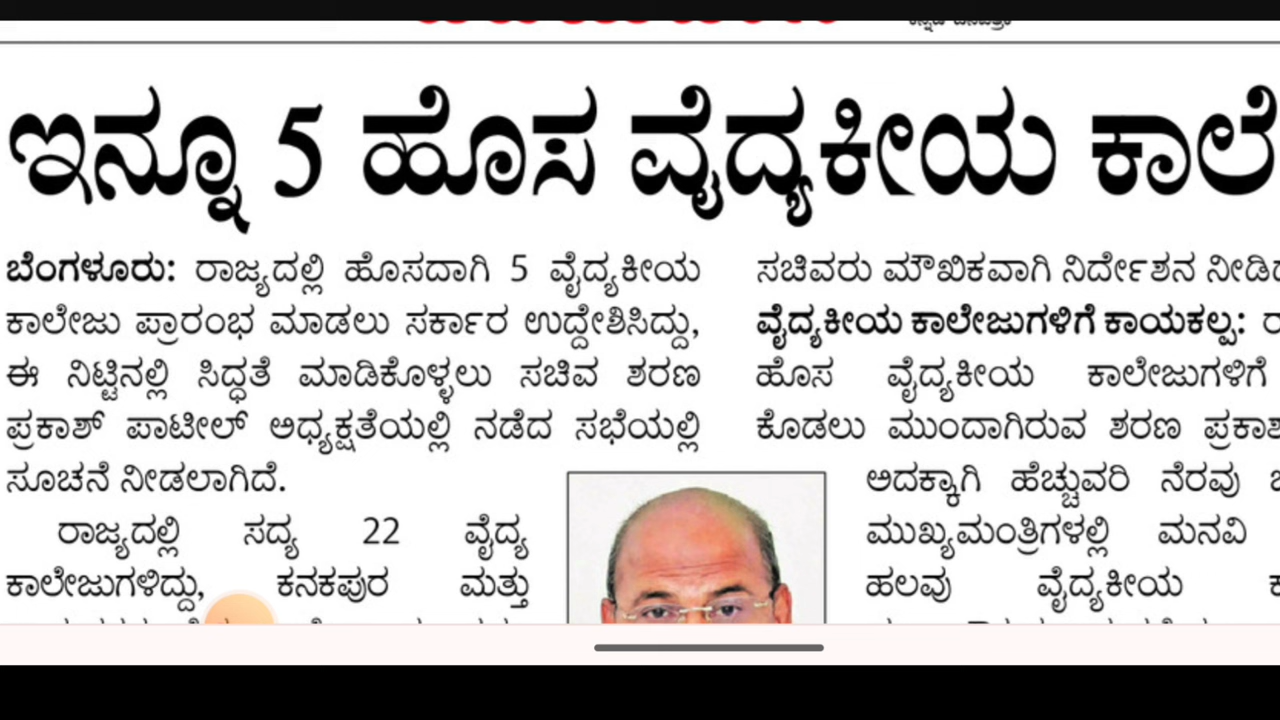 ಇನ್ನೂ 5 ಹೊಸ ವೈದ್ಯಕೀಯ ಕಾಲೆ
ಬೆಂಗಳೂರು: ರಾಜ್ಯದಲ್ಲಿ ಹೊಸದಾಗಿ 5 ವೈದ್ಯಕೀಯ
ಕಾಲೇಜು ಪ್ರಾರಂಭ ಮಾಡಲು ಸರ್ಕಾರ ಉದ್ದೇಶಿಸಿದ್ದು,
ಈ ನಿಟ್ಟಿನಲ್ಲಿ ಸಿದ್ಧತೆ ಮಾಡಿಕೊಳ್ಳಲು ಸಚಿವ ಶರಣ
ಪ್ರಕಾಶ್ ಪಾಟೀಲ್ ಅಧ್ಯಕ್ಷತೆಯಲ್ಲಿ ನಡೆದ ಸಭೆಯಲ್ಲಿ
ಸೂಚನೆ ನೀಡಲಾಗಿದೆ.
ರಾಜ್ಯದಲ್ಲಿ ಸದ್ಯ 22 ವೈದ್ಯ
ಕಾಲೇಜುಗಳಿದ್ದು, ಕನಕಪುರ ಮತ್ತು
ಸಚಿವರು ಮೌಖಿಕವಾಗಿ ನಿರ್ದೇಶನ ನೀಡಿದ
ವೈದ್ಯಕೀಯ ಕಾಲೇಜುಗಳಿಗೆ ಕಾಯಕಲ್ಪ:
ಹೊಸ ವೈದ್ಯಕೀಯ ಕಾಲೇಜುಗಳಿಗೆ
ಕೊಡಲು ಮುಂದಾಗಿರುವ ಶರಣ ಪ್ರಕಾಶ
ಅದಕ್ಕಾಗಿ ಹೆಚ್ಚುವರಿ ನೆರವು
ಮುಖ್ಯಮಂತ್ರಿಗಳಲ್ಲಿ ಮನವಿ
ಹಲವು ವೈದ್ಯಕೀಯ